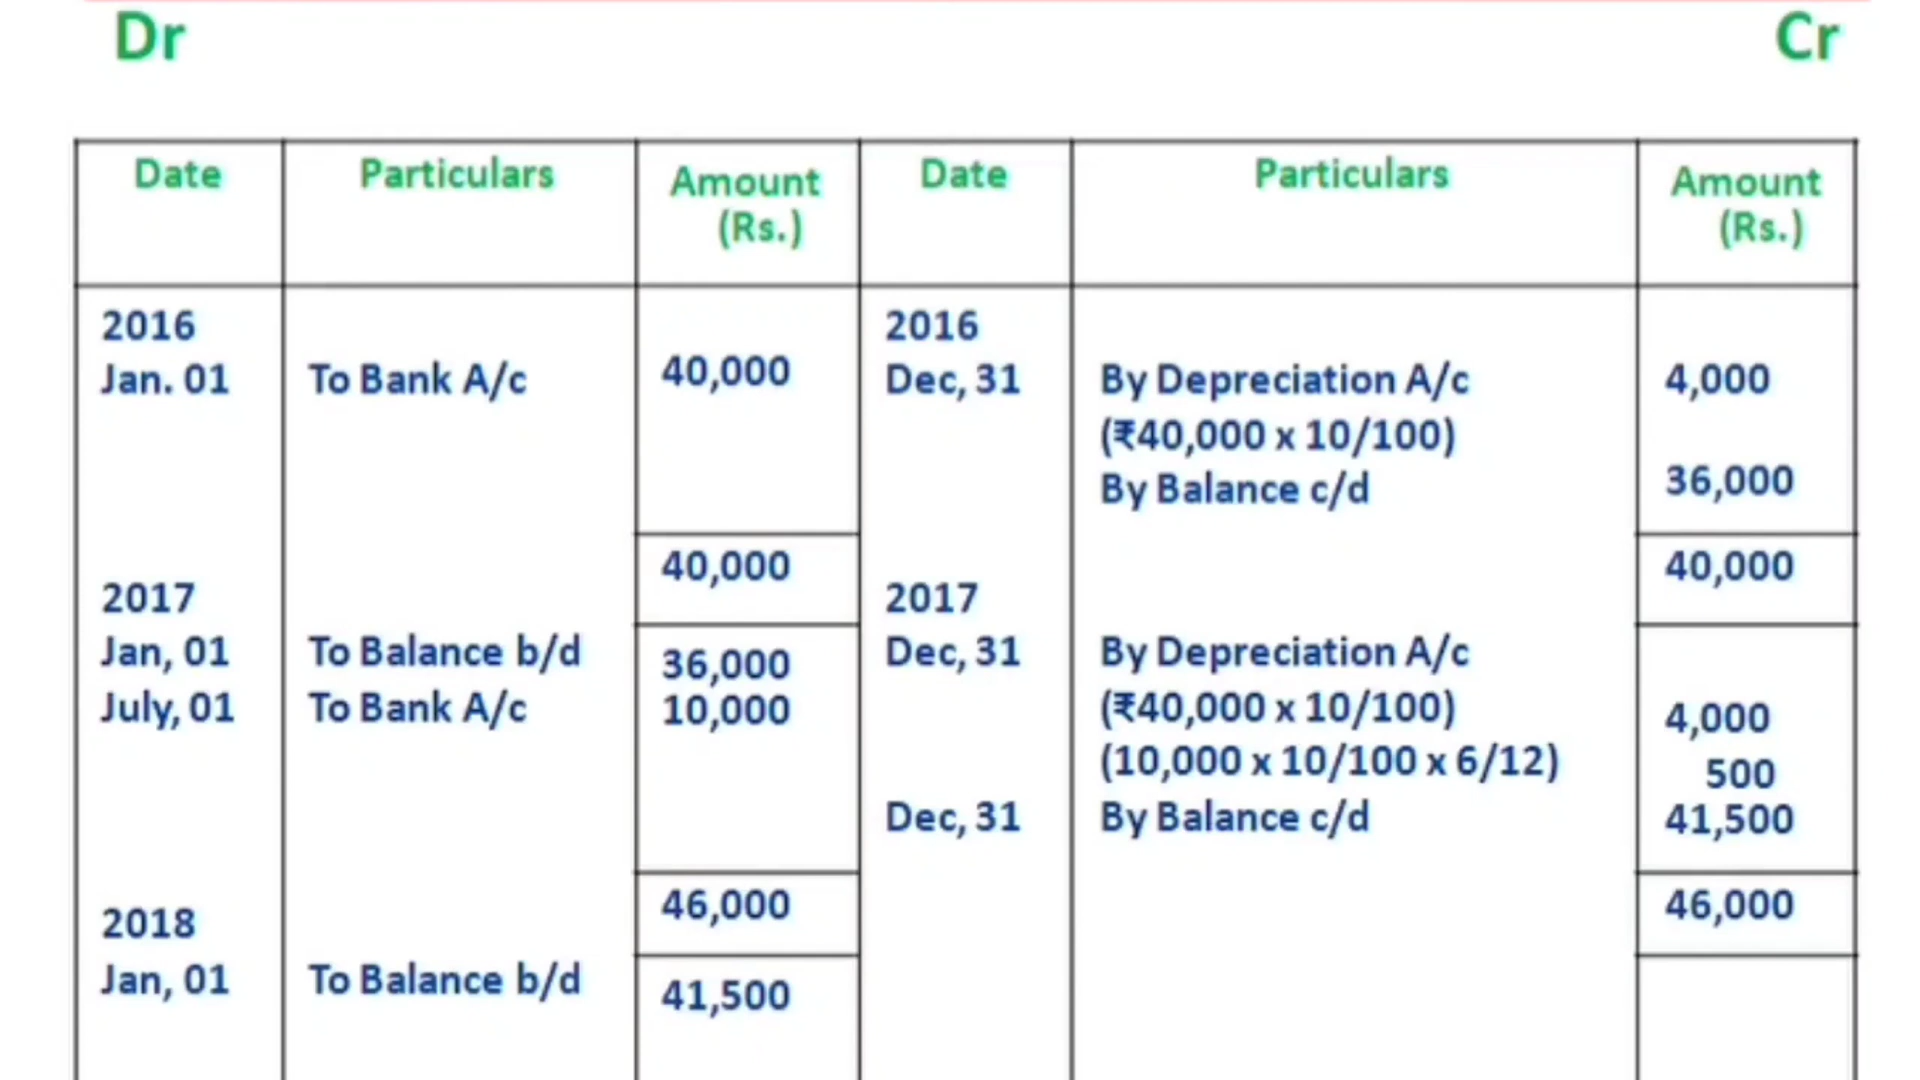 Dr Cr
Date Particulars Amount (Rs.) Date Particulars Amount (Rs.)
2016 2016
Jan. 01 To Bank A/c 40,000 Dec, 31 By Depreciation A/c 4,000
(₹40,000 x 10/100)
By Balance c/d 36,000
40,000 40,000
2017 2017
Jan, 01 To Balance b/d 36,000 Dec, 31 By Depreciation A/c
July, 01 To Bank A/c 10,000 (₹40,000 x 10/100) 4,000
(10,000 x 10/100 x 6/12) 500
Dec, 31 By Balance c/d 41,500
46,000 46,000
2018
Jan, 01 To Balance b/d 41,500